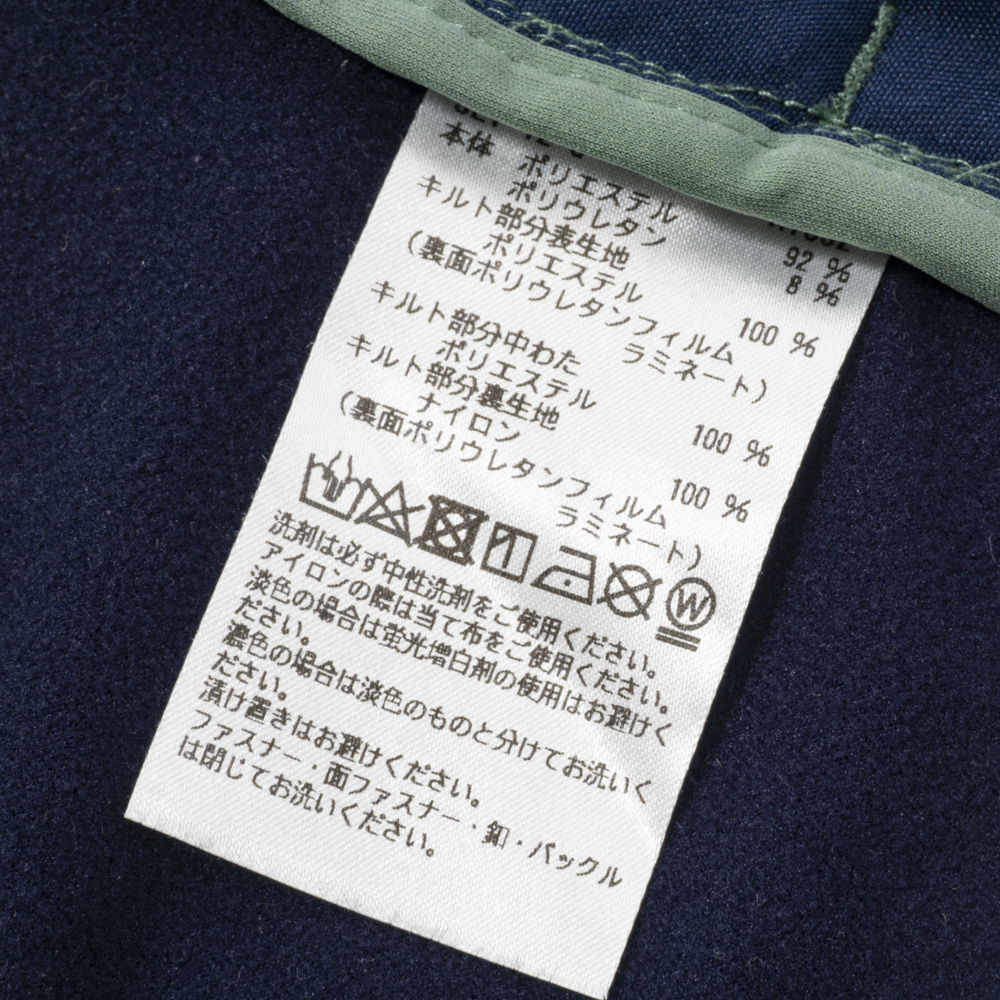 本体 ポリエステル 92 %
ポリウレタン 8 %
キルト部分表生地
ポリエステル 100 %
(裏面ポリウレタンフィルム
ラミネート)
キルト部分中わた
ポリエステル 100 %
キルト部分裏生地
ナイロン 100 %
(裏面ポリウレタンフィルム
ラミネート)
W
洗剤は必ず中性洗剤をご使用ください。
アイロンの際は当て布をご使用ください。
淡色の場合は蛍光増白剤の使用はお避けく
ださい。
濃色の場合は淡色のものと分けてお洗いく
ださい。
漬け置きはお避けください。
ファスナー・面ファスナー・釦・バックル
は閉じてお洗いください。